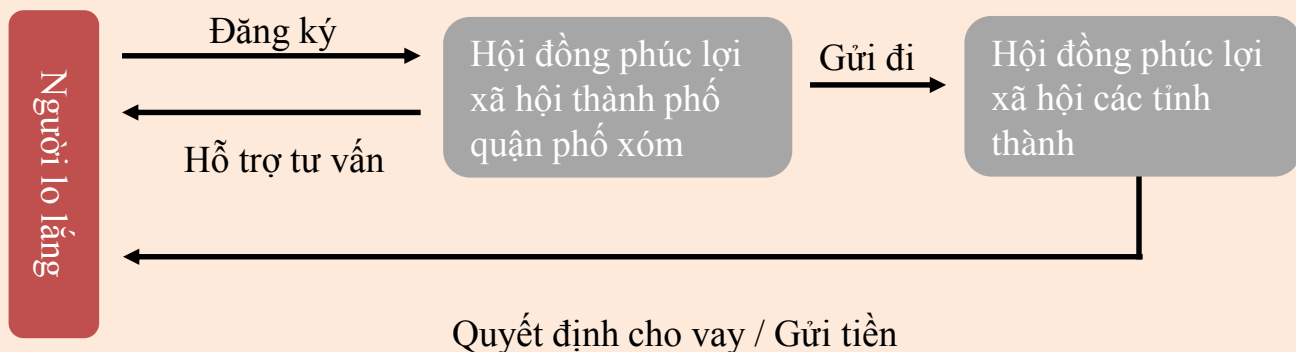 Người lo lắng
Đăng ký
Hỗ trợ tư vấn
Hội đồng phúc lợi
xã hội thành phố
quận phố xóm
Gửi đi
Hội đồng phúc lợi
xã hội các tỉnh
thành
Quyết định cho vay / Gửi tiền